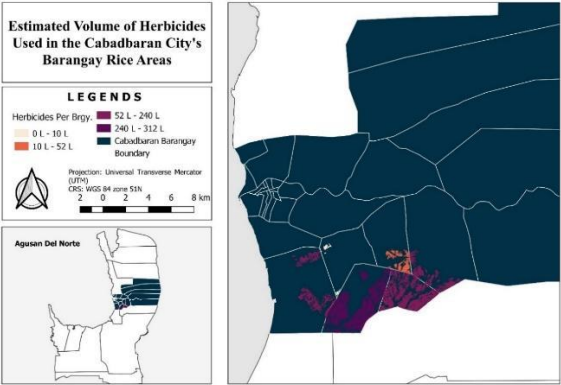 Estimated Volume of Herbicides
Used in the Cabadbaran City's
Barangay Rice Areas
LEGENDS
Herbicides Per Brgy.
0 L - 10 L
10 L - 52 L
52 L - 240 L
240 L - 312 L
Cabadbaran Barangay
Boundary
Projection: Universal Transverse Mercator
(UTM)
CRS: WGS 84 zone 51N
2 0 2 4 6 8 km
Agusan Del Norte